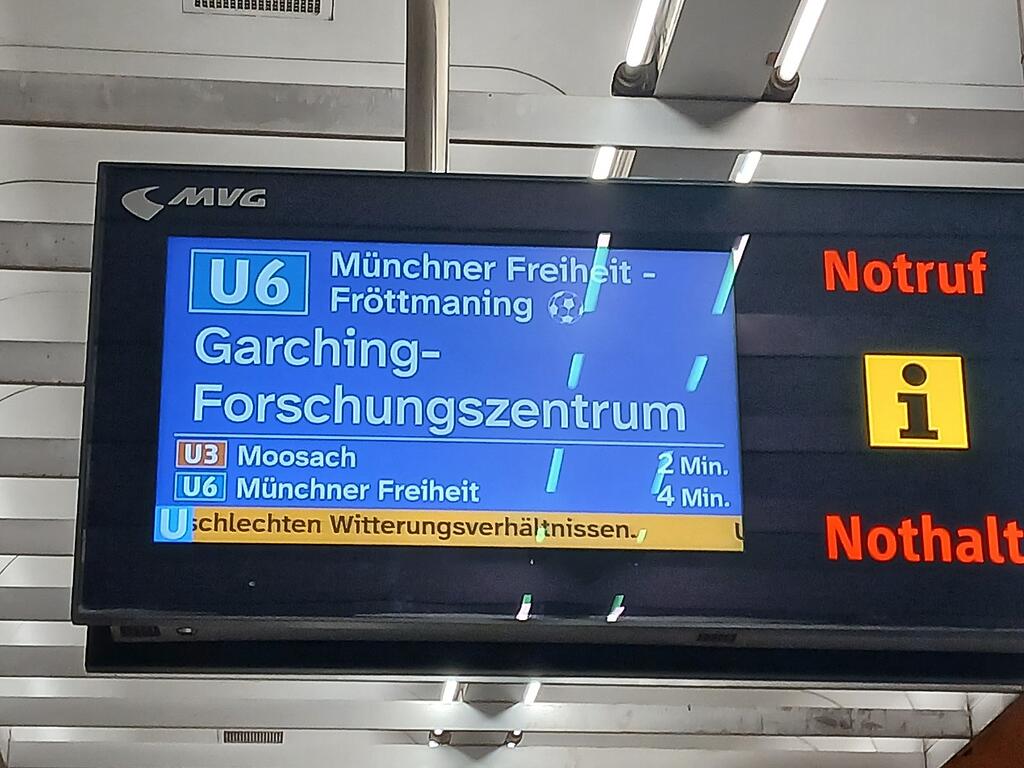 MVG
U6 Münchner Freiheit -
Fröttmaning
Garching-
Forschungszentrum
U3 Moosach 2 Min.
U6 Münchner Freiheit 4 Min.
U schlechten Witterungsverhältnissen.
Notruf
i
Nothalt